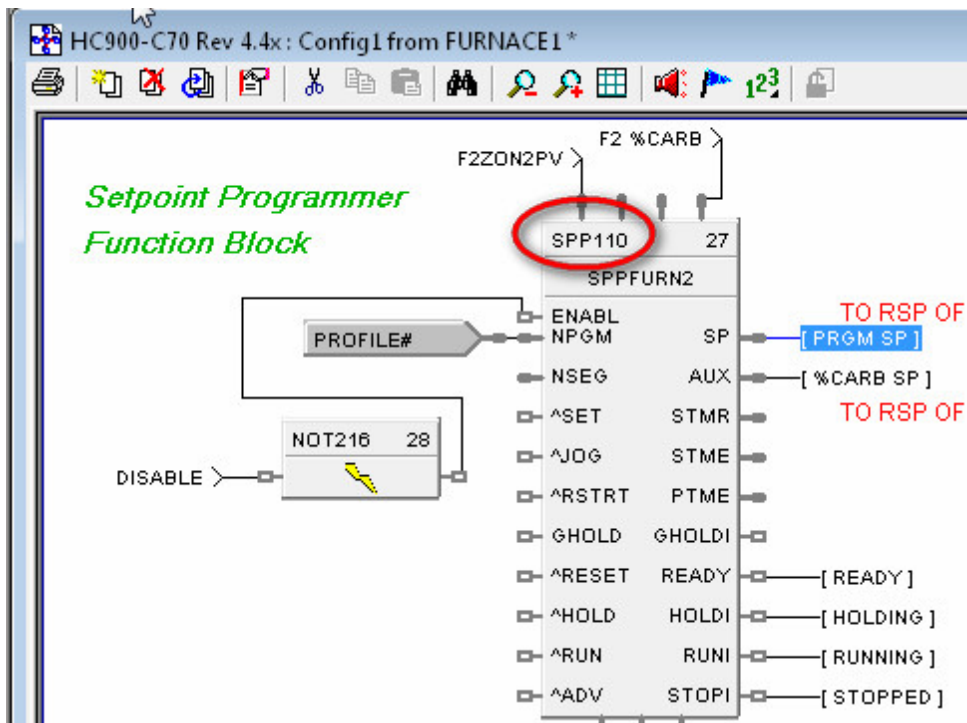 HC900-C70 Rev 4.4x : Config1 from FURNACE1 *
123
F2ZON2PV
F2 %CARB
Setpoint Programmer
Function Block
SPP110 27
SPPFURN2
ENABL
PROFILE#
NPGM SP
[ PRGM SP ]
TO RSP OF
NSEG AUX
[ %CARB SP ]
^SET STMR
TO RSP OF
NOT216 28
DISABLE
^JOG STME
^RSTRT PTME
GHOLD GHOLDI
^RESET READY
[ READY ]
^HOLD HOLDI
[ HOLDING ]
^RUN RUNI
[ RUNNING ]
^ADV STOPI
[ STOPPED ]